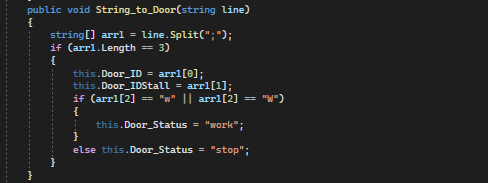 public void String_to_Door(string line)
{
string[] arr1 = line.Split(";");
if (arr1.Length == 3)
{
this.Door_ID = arr1[0];
this.Door_IDStall = arr1[1];
if (arr1[2] == "w" || arr1[2] == "W")
{
this.Door_Status = "work";
}
else this.Door_Status = "stop";
}
}